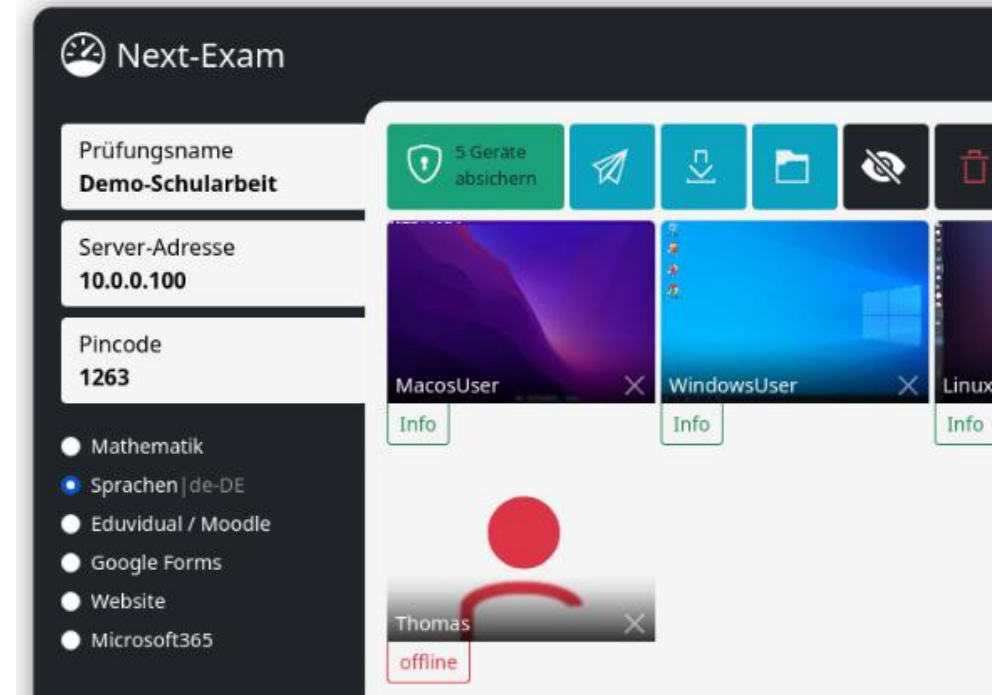 Next-Exam
Prüfungsname
Demo-Schularbeit
Server-Adresse
10.0.0.100
Pincode
1263
Mathematik
Sprachen|de-DE
Eduvidual / Moodle
Google Forms
Website
Microsoft365
5 Geräte
absichern
MacosUser
WindowsUser
Linux
Info
Info
Info
Thomas
offline